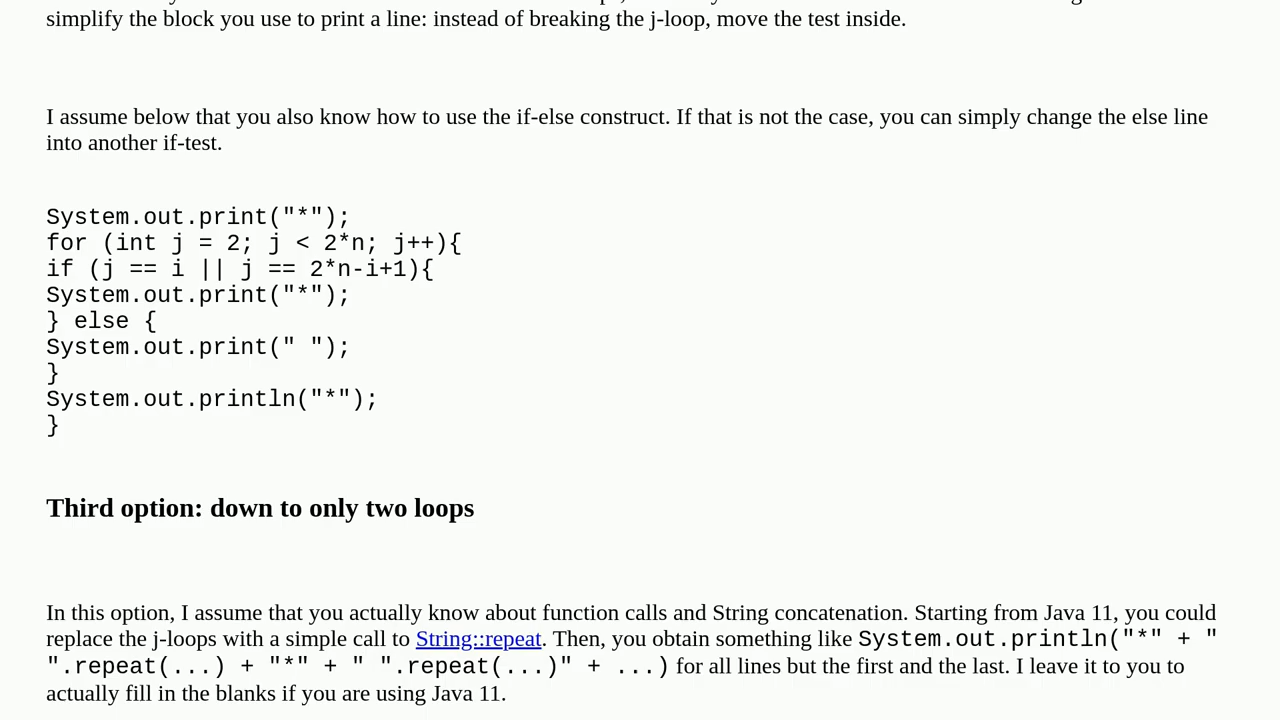 simplify the block you use to print a line: instead of breaking the j-loop, move the test inside.
I assume below that you also know how to use the if-else construct. If that is not the case, you can simply change the else line
into another if-test.
System.out.print("*");
for (int j = 2; j < 2*n; j++){
if (j == i || j == 2*n-i+1){
System.out.print("*");
} else {
System.out.print(" ");
}
System.out.println("*");
}
Third option: down to only two loops
In this option, I assume that you actually know about function calls and String concatenation. Starting from Java 11, you could
replace the j-loops with a simple call to String::repeat. Then, you obtain something like System.out.println("*" + "
".repeat(...) + "*" + " ".repeat(...)" + ...) for all lines but the first and the last. I leave it to you to
actually fill in the blanks if you are using Java 11.